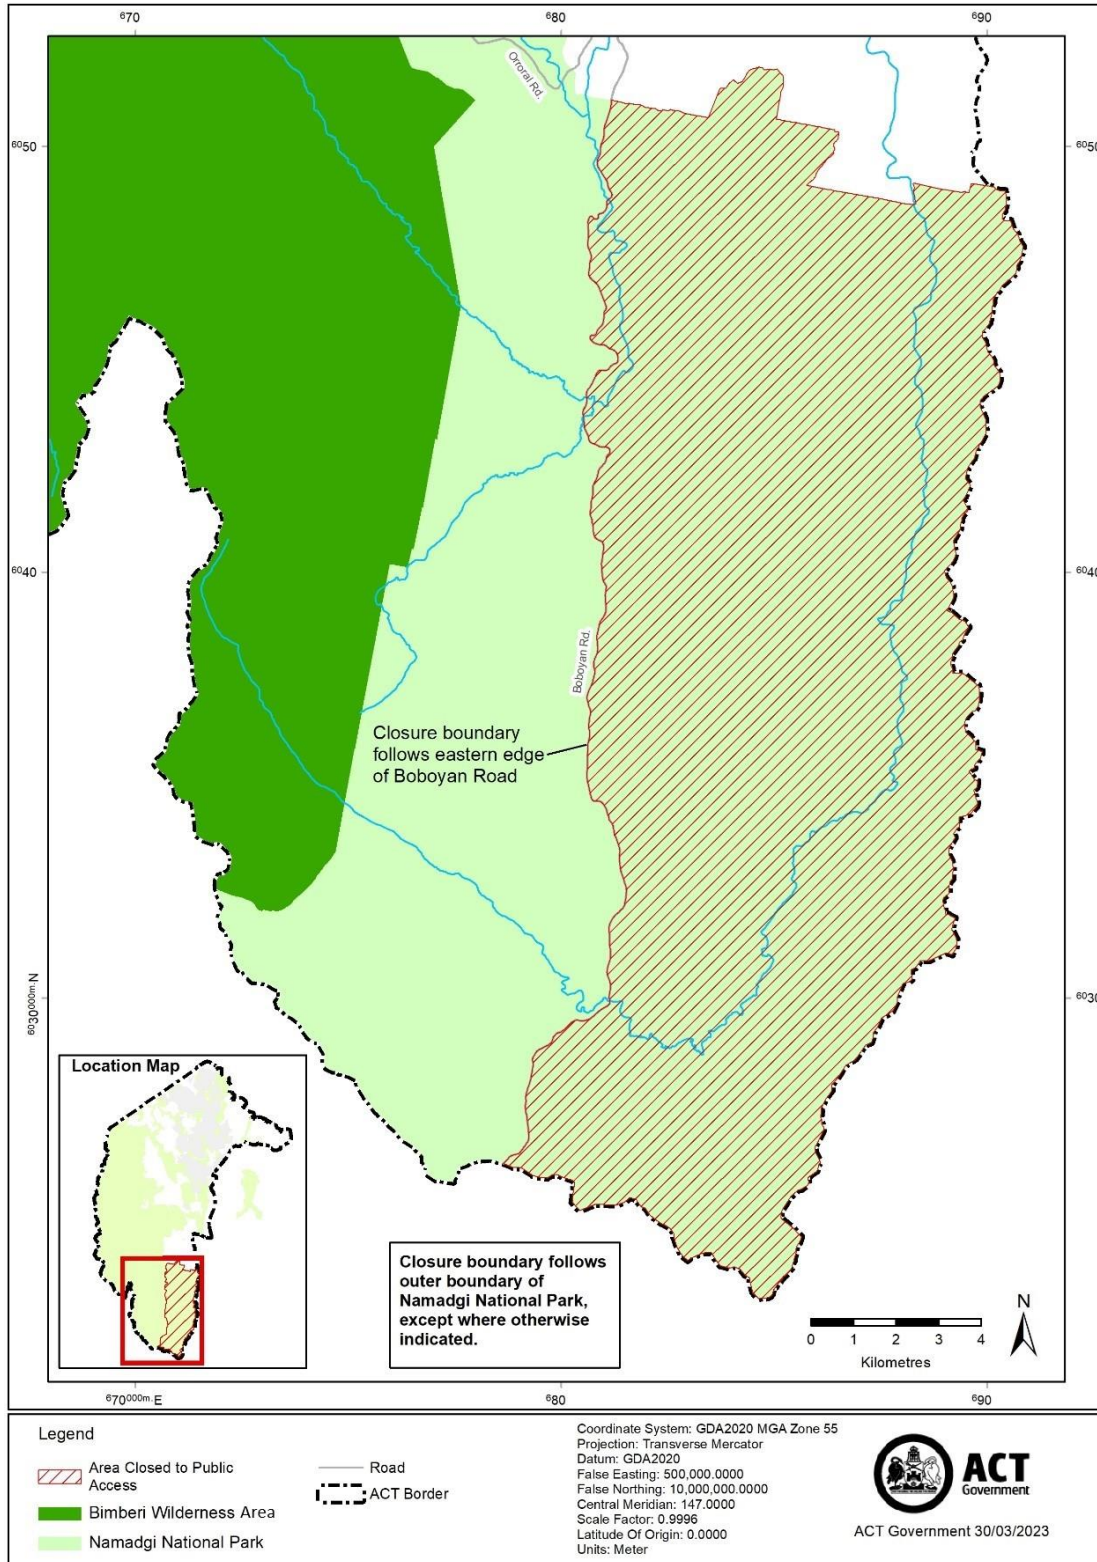 670
680
690
6050
6050
Orroral Rd.
6040
6040
Boboyan Rd.
Closure boundary
follows eastern edge
of Boboyan Road
6030000m.N
6030
Location Map
Closure boundary follows
outer boundary of
Namadgi National Park,
except where otherwise
indicated.
N
0 1 2 3 4
Kilometres
670000m.E
680
690
Legend
Area Closed to Public
Access
Bimberi Wilderness Area
Namadgi National Park
Road
ACT Border
Coordinate System: GDA2020 MGA Zone 55
Projection: Transverse Mercator
Datum: GDA2020
False Easting: 500,000.0000
False Northing: 10,000,000.0000
Central Meridian: 147.0000
Scale Factor: 0.9996
Latitude Of Origin: 0.0000
Units: Meter
ACT
Government
ACT Government 30/03/2023